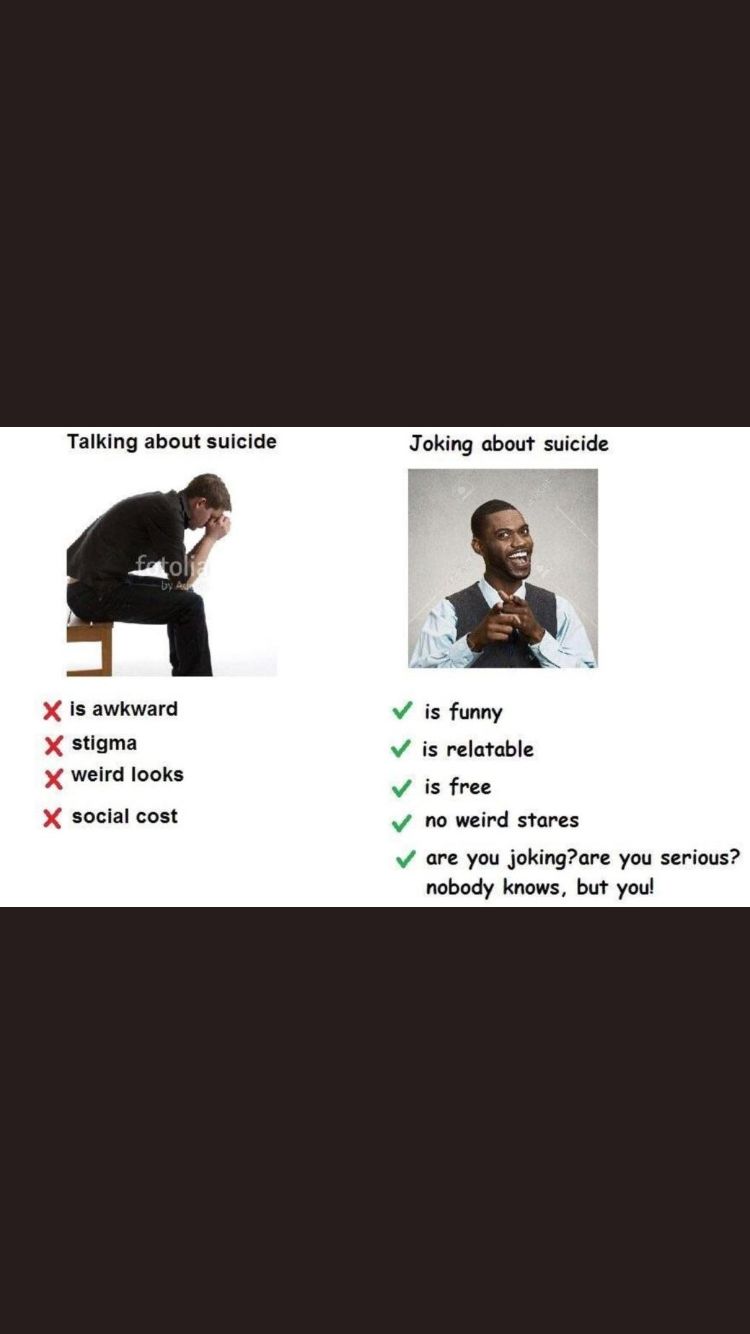 Talking about suicide
fotolia
is awkward
stigma
weird looks
social cost
Joking about suicide
is funny
is relatable
is free
no weird stares
are you joking?are you serious?
nobody knows, but you!